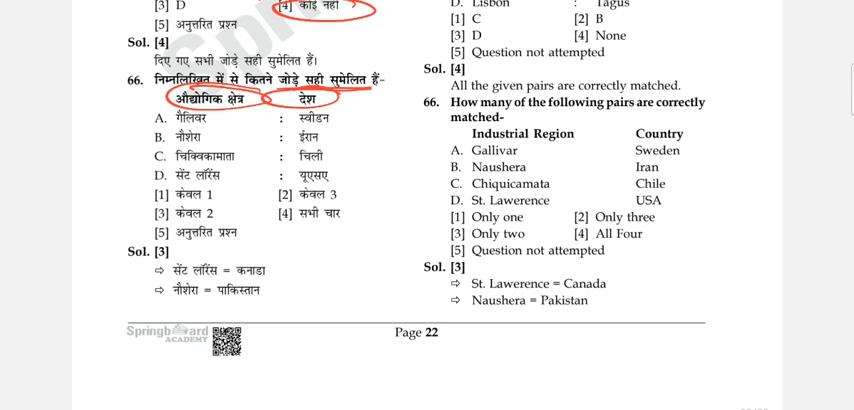 [3] D [4] कोई नहीं
[5] अनुत्तरित प्रश्न
Sol. [4]
दिए गए सभी जोड़े सही सुमेलित हैं।
66. निम्नलिखित में से कितने जोड़े सही सुमेलित हैं-
औद्योगिक क्षेत्र देश
A. गैलिवर : स्वीडन
B. नौशेरा : ईरान
C. चिक्विकामाता : चिली
D. सेंट लॉरेंस : यूएसए
[1] केवल 1 [2] केवल 3
[3] केवल 2 [4] सभी चार
[5] अनुत्तरित प्रश्न
Sol. [3]
⇨ सेंट लॉरेंस = कनाडा
⇨ नौशेरा = पाकिस्तान
D. Lisbon : Tagus
[1] C [2] B
[3] D [4] None
[5] Question not attempted
Sol. [4]
All the given pairs are correctly matched.
66. How many of the following pairs are correctly
matched-
Industrial Region Country
A. Gallivar Sweden
B. Naushera Iran
C. Chiquicamata Chile
D. St. Lawerence USA
[1] Only one [2] Only three
[3] Only two [4] All Four
[5] Question not attempted
Sol. [3]
⇨ St. Lawerence = Canada
⇨ Naushera = Pakistan
Springboard
ACADEMY
Page 22